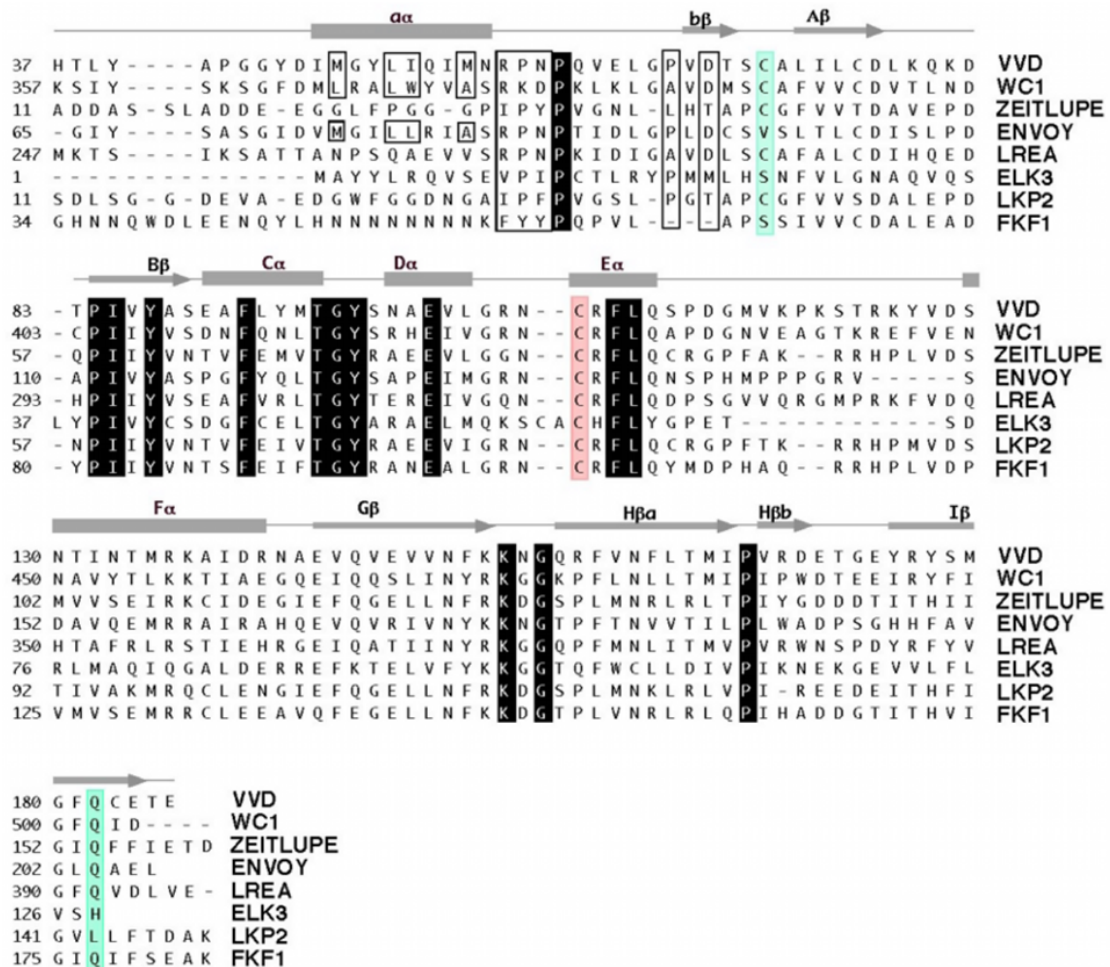 aα bβ Aβ
37 HTLY----APGGYDIMGYLIQIMNRPNPQVELGPVDTSCALILCDLKQKD VVD
357 KSIY----SKSGFDMLRALWYVASRKDPKLKLGAVDMSCAFVVCDVTLND WC1
11 ADDAS-SLADDE-EGGLFPGG-GPIPYPVGNL-LHTAPCGFVVTDAVEPD ZEITLUPE
65 -GIY----SASGIDVMGILLRIASRPNPTIDLGPLDCSVSLTLCDISLPD ENVOY
247 MKTS----IKSATTANPSQAEVVSRPNPKIDIGAVDLSCAFALCDIHQED LREA
1 --------------MAYYLRQVSEVPIPCTLRYPMMLHSNFVLGNAQVQS ELK3
11 SDLSG-G-DEVA-EDGWFGGDNGAIPFPVGSL-PGTAPCGFVVSDALEPD LKP2
34 GHNNQWDLEENQYLHNNNNNNNNKFYYPQPVL--APSSIVVCDALEAD FKF1
Bβ Cα Dα Eα
83 -TPIVYASEAFLYMTGYSNAEVLGRN--CRFLQSPDGMVKPKSTRKYVDS VVD
403 -CPIIYVSDNFQNLTGYSRHEIVGRN--CRFLQAPDGNVEAGTKREFVEN WC1
57 -QPIIYVNTVFEMVTGYRAEEVLGGN--CRFLQCRGPFAK--RRHPLVDS ZEITLUPE
110 -APIVYASPGFYQLTGYSAPEIMGRN--CRFLQNSPHMPPPGRV-----S ENVOY
293 -HPIIYVSEAFVRLTGYTEREIVGQN--CRFLQDPSGVVQRGMPRKFVDQ LREA
37 LYPIVYCSDGFCELTGYARAELMQKSCACHFLYGPET-----------SD ELK3
57 -NPIIYVNTVFEIVTGYRAEEVIGRN--CRFLQCRGPFTK--RRHPMVDS LKP2
80 -YPIIYVNTSFEIFTGYRANEALGRN--CRFLQYMDPHAQ--RRHPLVDP FKF1
Fα Gβ Hβa Hβb Iβ
130 NTINTMRKAIDRNAEVQVEVVNFKKNGQRFVNFLTMIPVRDETGEYRYSM VVD
450 NAVYTLKKTIAEGQEIQQSLINYRKGGKPFLNLLTMIPIPWDTEEIRYFI WC1
102 MVVSEIRKCIDEGIEFQGELLNFRKDGSPLMNRLRLTPIYGDDDTITHII ZEITLUPE
152 DAVQEMRRAIRAHQEVQVRIVNYKKNGTPFTNVVTILPLWADPSGHHFAV ENVOY
350 HTAFRLRSTIEHRGEIQATIINYRKGGQPFMNLITMVPVRWNSPDYRFYV LREA
76 RLMAQIQGALDERREFKTELVFYKKGGTQFWCLLDIVPIKNEKGEVVLFL ELK3
92 TIVAKMRQCLENGIEFQGELLNFRKDGSPLMNKLRLVPI-REEDEITHFI LKP2
125 VMVSEMRRCLEEAVQFEGELLNFKKDGTPLVNRLRLQPIHADDGTITHVI FKF1
180 GFQCETE VVD
500 GFQID---- WC1
152 GIQFFIETD ZEITLUPE
202 GLQAEL ENVOY
390 GFQVDLVE- LREA
126 VSH ELK3
141 GVLLFTDAK LKP2
175 GIQIFSEAK FKF1